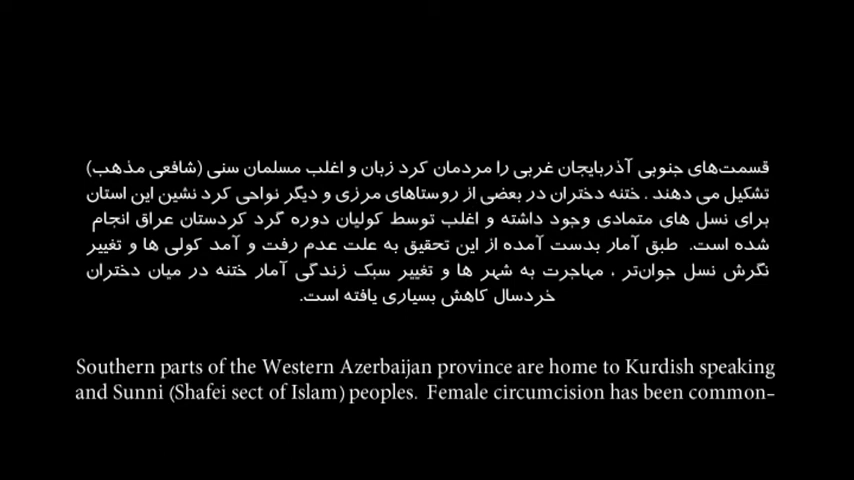 قسمت‌های جنوبی آذربایجان غربی را مردمان کرد زبان و اغلب مسلمان سنی (شافعی مذهب)
تشکیل می دهند . ختنه دختران در بعضی از روستاهای مرزی و دیگر نواحی کرد نشین این استان
برای نسل های متمادی وجود داشته و اغلب توسط کولیان دوره گرد کردستان عراق انجام
شده است. طبق آمار بدست آمده از این تحقیق به علت عدم رفت و آمد کولی ها و تغییر
نگرش نسل جوان‌تر ، مهاجرت به شهر ها و تغییر سبک زندگی آمار ختنه در میان دختران
خردسال کاهش بسیاری یافته است.
Southern parts of the Western Azerbaijan province are home to Kurdish speaking
and Sunni (Shafei sect of Islam) peoples. Female circumcision has been common-